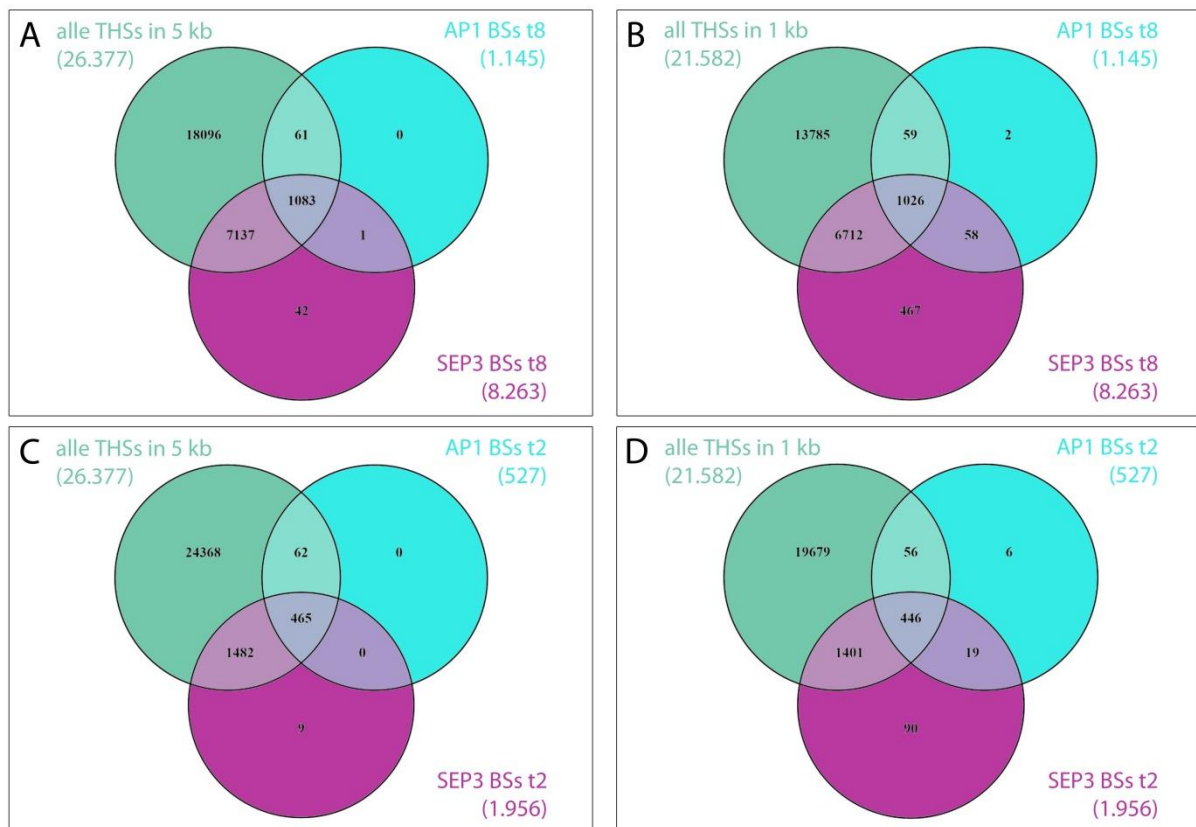 A
alle THSs in 5 kb
(26.377)
AP1 BSs t8
(1.145)
18096
61
0
1083
7137
1
42
SEP3 BSs t8
(8.263)
B
all THSs in 1 kb
(21.582)
AP1 BSs t8
(1.145)
13785
59
2
1026
6712
58
467
SEP3 BSs t8
(8.263)
C
alle THSs in 5 kb
(26.377)
AP1 BSs t2
(527)
24368
62
0
465
1482
0
9
SEP3 BSs t2
(1.956)
D
alle THSs in 1 kb
(21.582)
AP1 BSs t2
(527)
19679
56
6
446
1401
19
90
SEP3 BSs t2
(1.956)